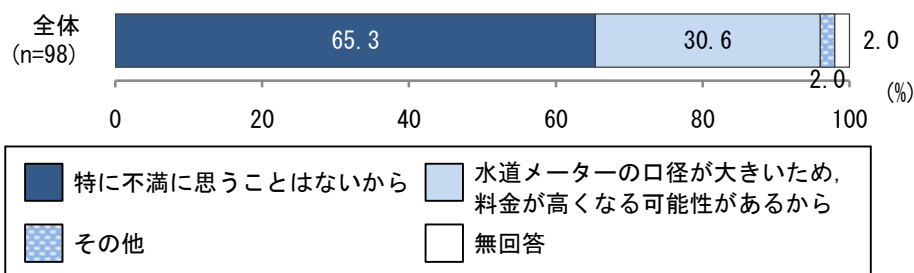 全体
(n=98)
65.3
30.6
2.0
2.0
(%)
0 20 40 60 80 100
特に不満に思うことはないから
水道メーターの口径が大きいため,
料金が高くなる可能性があるから
その他
無回答